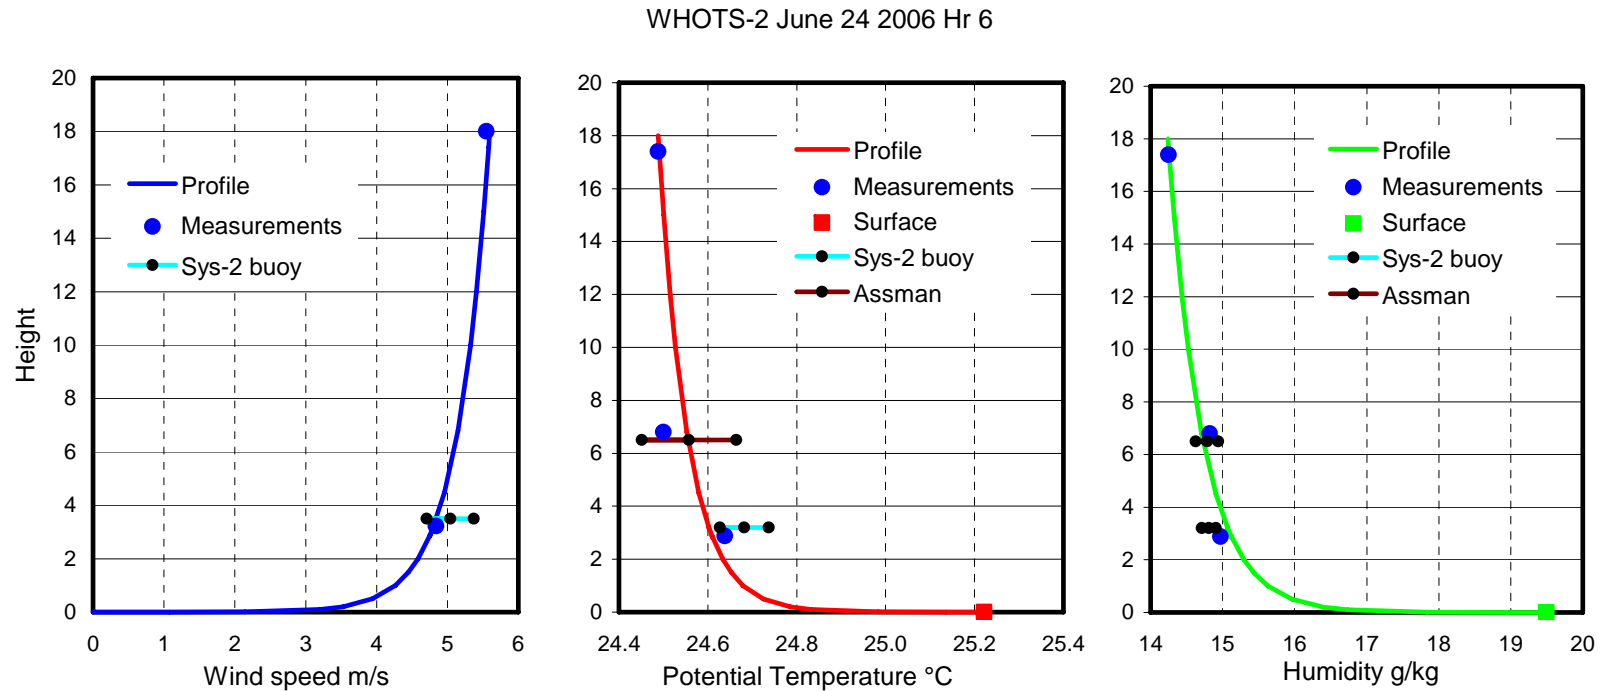 WHOTS-2 June 24 2006 Hr 6
Height
20
18
16
14
12
10
8
6
4
2
0
0 1 2 3 4 5 6
Wind speed m/s
Profile
Measurements
Sys-2 buoy
20
18
16
14
12
10
8
6
4
2
0
24.4 24.6 24.8 25.0 25.2 25.4
Potential Temperature °C
Profile
Measurements
Surface
Sys-2 buoy
Assman
20
18
16
14
12
10
8
6
4
2
0
14 15 16 17 18 19 20
Humidity g/kg
Profile
Measurements
Surface
Sys-2 buoy
Assman